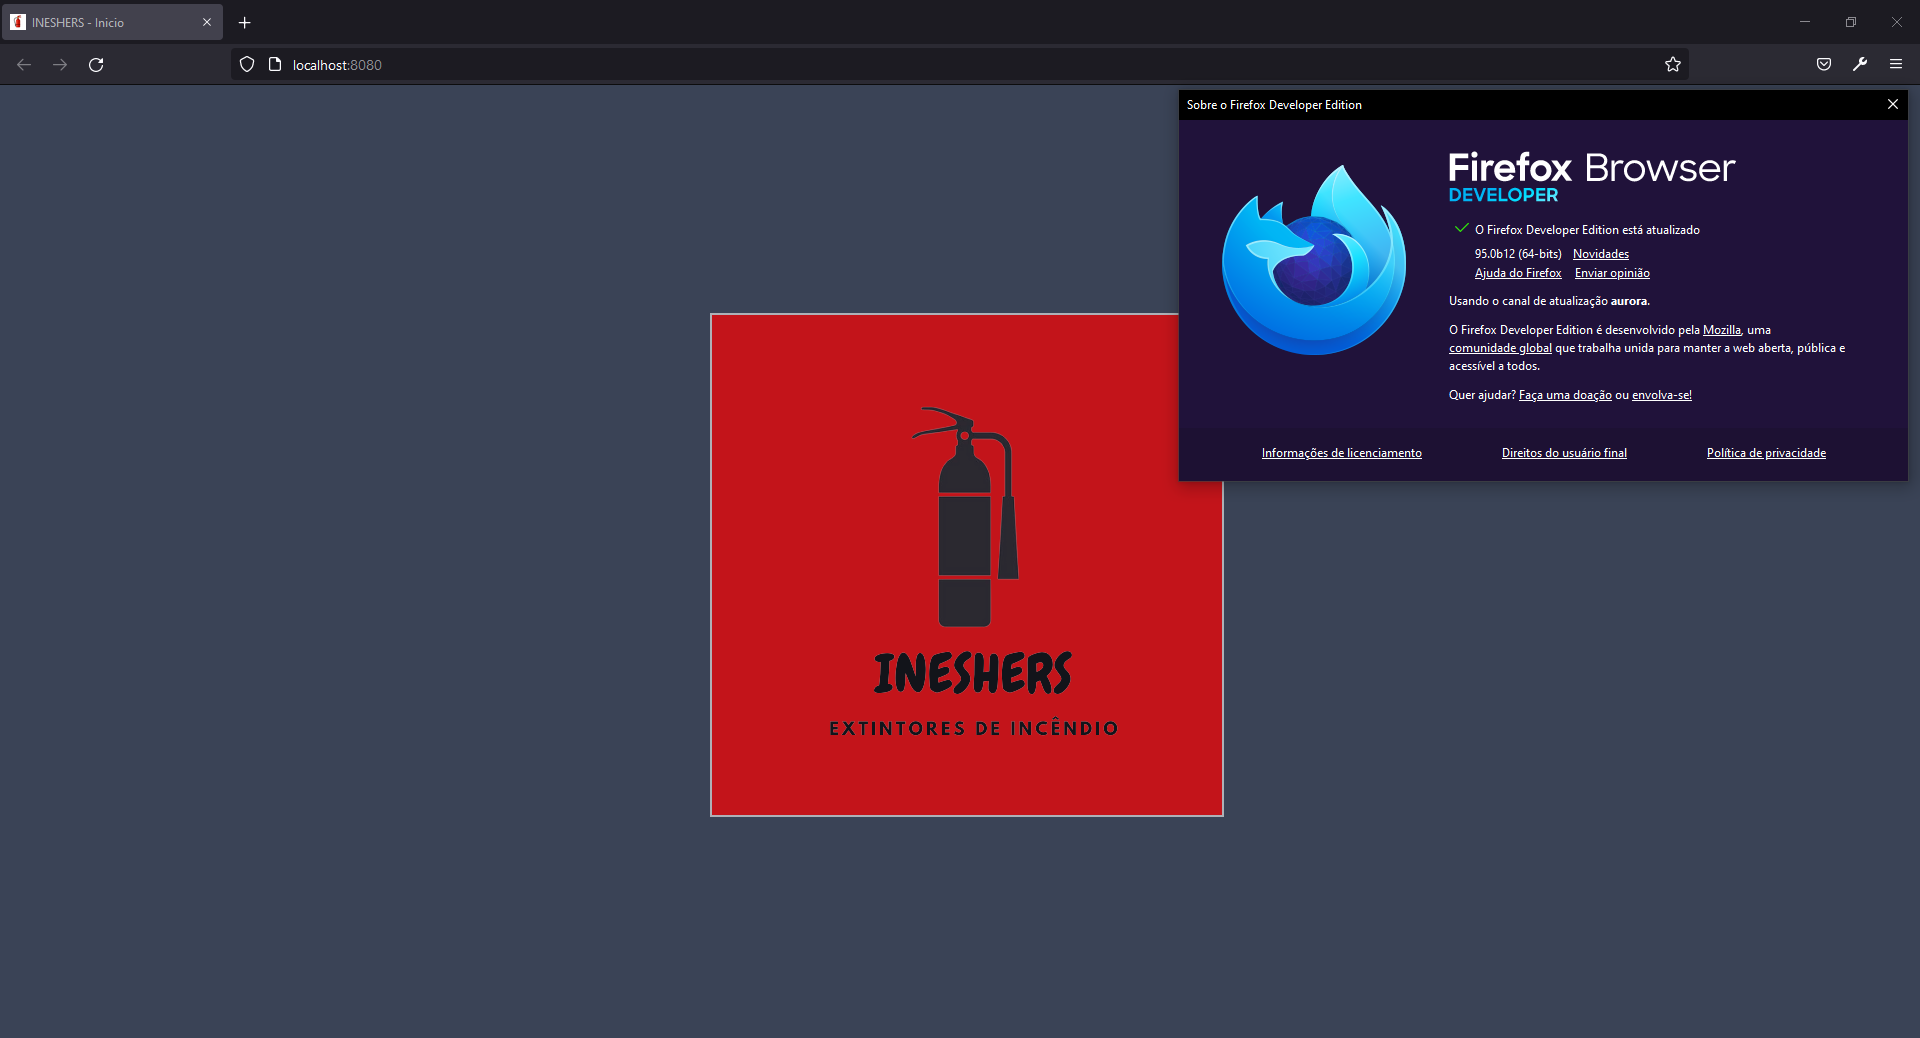 INESHERS - Inicio
localhost:8080
Sobre o Firefox Developer Edition
Firefox Browser
DEVELOPER
O Firefox Developer Edition está atualizado
95.0b12 (64-bits) Novidades
Ajuda do Firefox Enviar opinião
Usando o canal de atualização aurora.
O Firefox Developer Edition é desenvolvido pela Mozilla, uma
comunidade global que trabalha unida para manter a web aberta, pública e
acessível a todos.
Quer ajudar? Faça uma doação ou envolva-se!
Informações de licenciamento Direitos do usuário final Política de privacidade
INESHERS
EXTINTORES DE INCÊNDIO